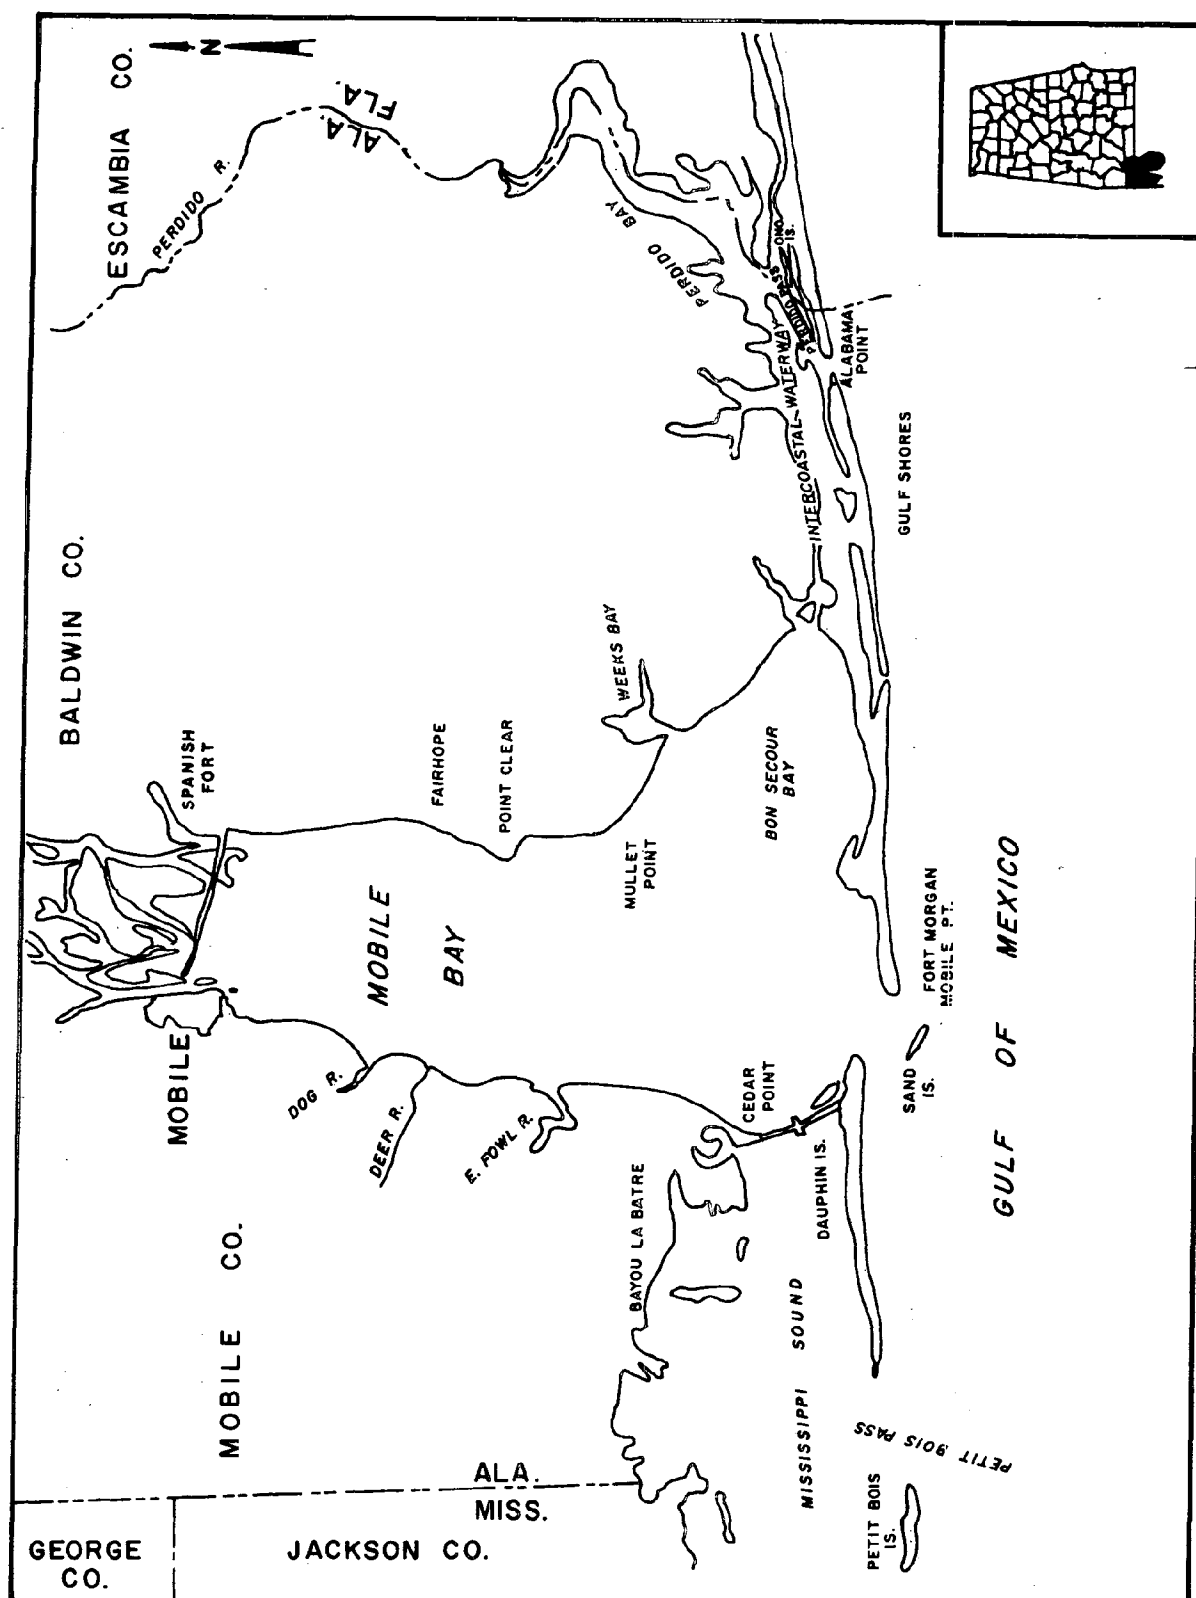 ESCAMBIA CO.
N
PERDIDO R.
ALA.
FLA.
PERDIDO BAY
ONO
IS.
PERDIDO PASS
ALABAMA
POINT
INTERCOASTAL WATERWAY
GULF SHORES
BALDWIN CO.
SPANISH
FORT
FAIRHOPE
POINT CLEAR
WEEKS BAY
MULLET
POINT
BON SECOUR
BAY
MOBILE
BAY
FORT MORGAN
MOBILE PT.
GULF OF MEXICO
MOBILE
DOG R.
DEER R.
E. FOWL R.
CEDAR
POINT
SAND
IS.
DAUPHIN IS.
BAYOU LA BATRE
MOBILE CO.
MISSISSIPPI SOUND
PETIT BOIS PASS
PETIT BOIS
IS.
ALA.
MISS.
GEORGE
CO.
JACKSON CO.